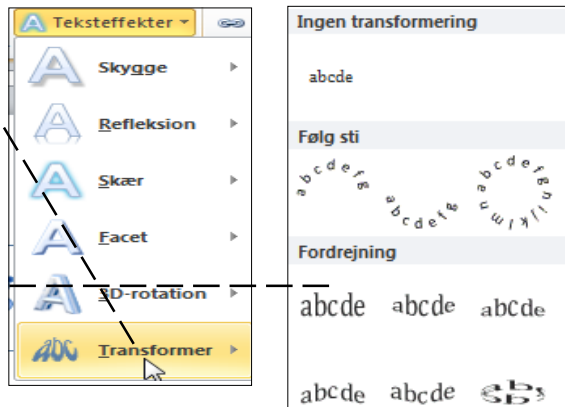 Teksteffekter
Skygge
Refleksion
Skær
Facet
3D-rotation
Transformer
Ingen transformering
abcde
Følg sti
abcdefg abcdefg abcdefghijklmn
Fordrejning
abcde abcde abcde
abcde abcde